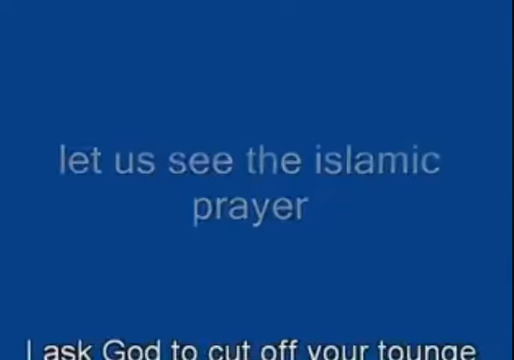 let us see the islamic
prayer
I ask God to cut off your tounge